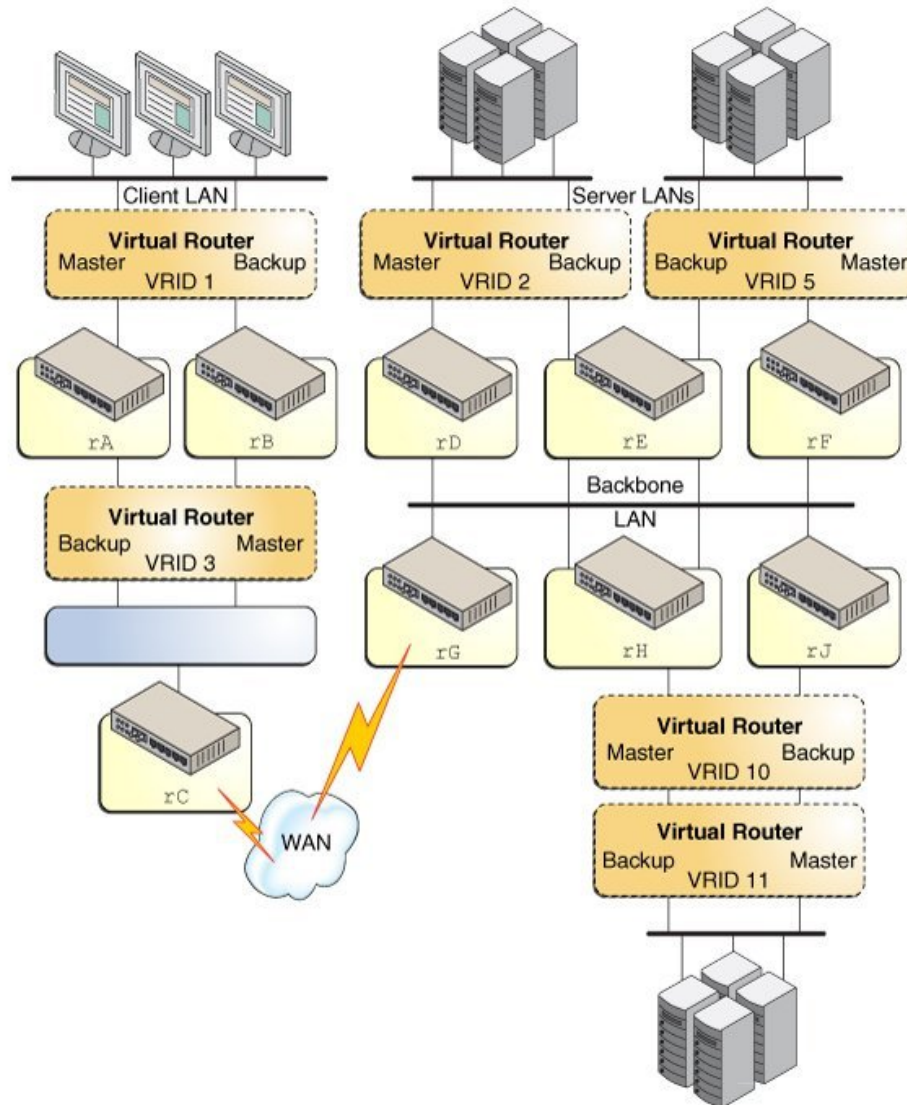 Client LAN
Server LANs
Virtual Router
Master
Backup
VRID 1
Virtual Router
Master
Backup
VRID 2
Virtual Router
Backup
Master
VRID 5
rA
rB
rD
rE
rF
Backbone
LAN
Virtual Router
Backup
Master
VRID 3
rG
rH
rJ
rC
WAN
Virtual Router
Master
Backup
VRID 10
Virtual Router
Backup
Master
VRID 11